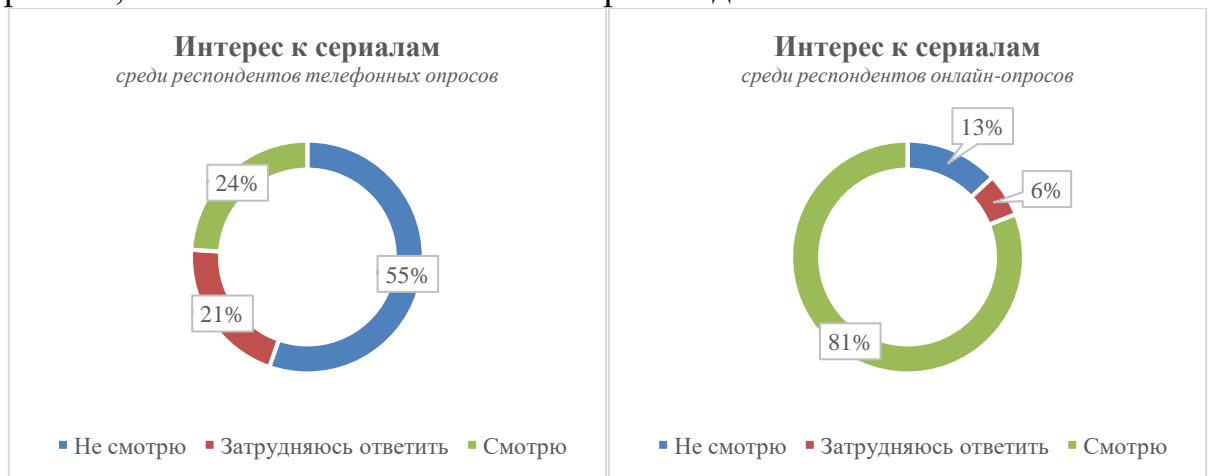 Интерес к сериалам
среди респондентов телефонных опросов
24%
55%
21%
Не смотрю Затрудняюсь ответить Смотрю
Интерес к сериалам
среди респондентов онлайн-опросов
13%
6%
81%
Не смотрю Затрудняюсь ответить Смотрю